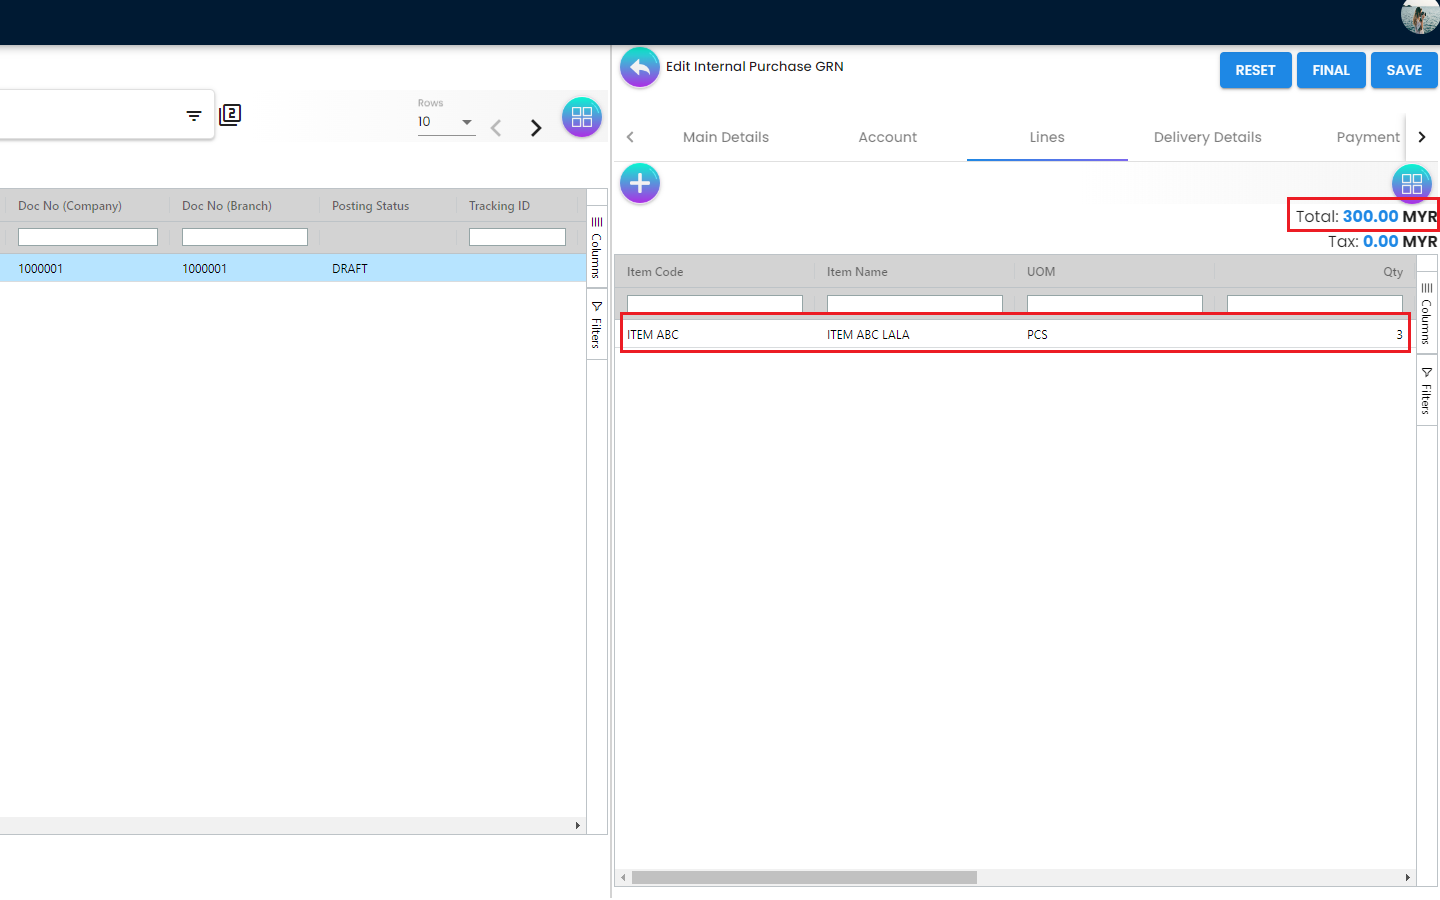 Edit Internal Purchase GRN
RESET
FINAL
SAVE
Rows
10
2
Main Details
Account
Lines
Delivery Details
Payment
Total: 300.00 MYR
Tax: 0.00 MYR
Doc No (Company)
Doc No (Branch)
Posting Status
Tracking ID
1000001
1000001
DRAFT
Columns
Filters
Item Code
Item Name
UOM
Qty
ITEM ABC
ITEM ABC LALA
PCS
3
Columns
Filters